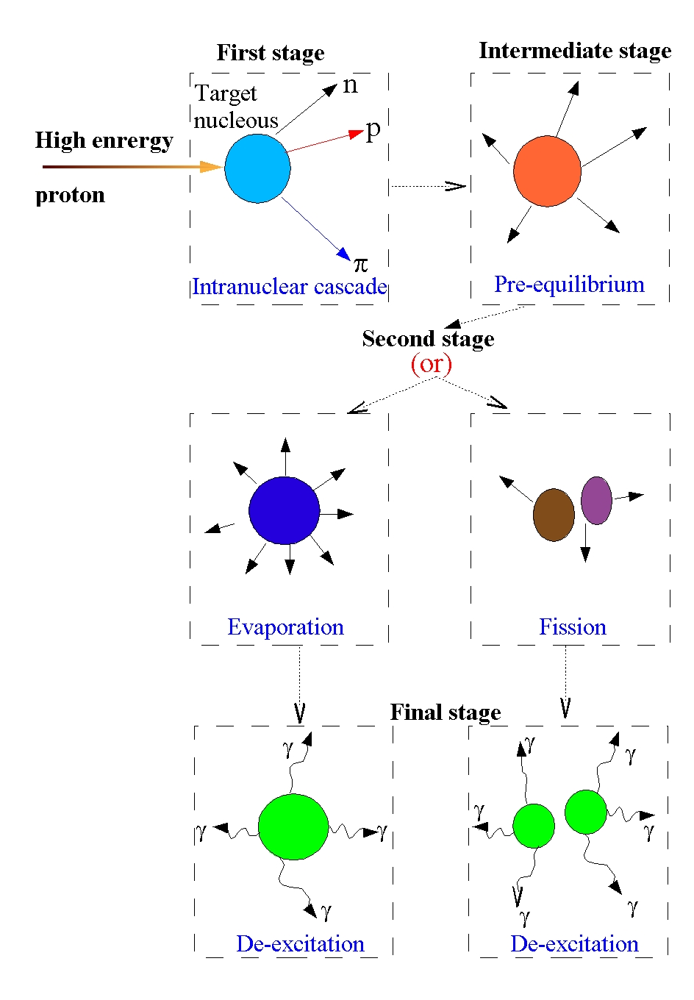 First stage
Intermediate stage
Target
nucleous
n
p
π
High enrergy
proton
Intranuclear cascade
Pre-equilibrium
Second stage
(or)
Evaporation
Fission
Final stage
γ
γ
γ
γ
De-excitation
γ
γ
γ
γ
γ
γ
De-excitation